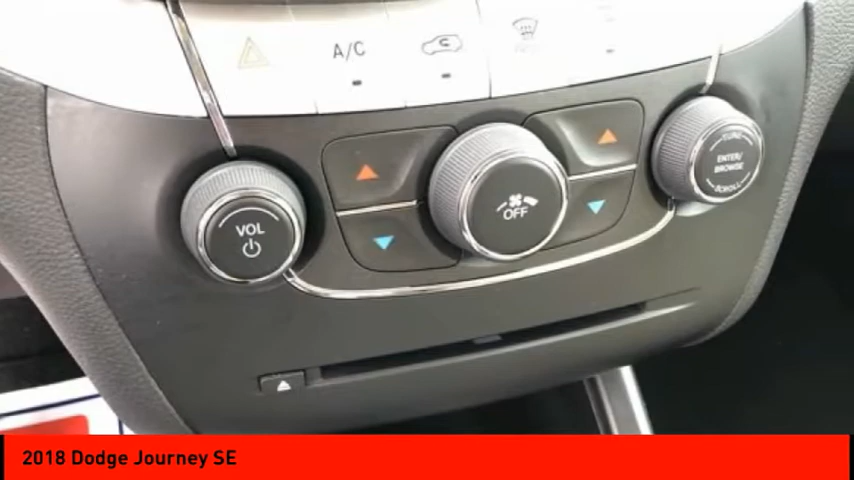 A/C
VOL
OFF
TUNE
ENTER/
BROWSE
SCROLL
2018 Dodge Journey SE